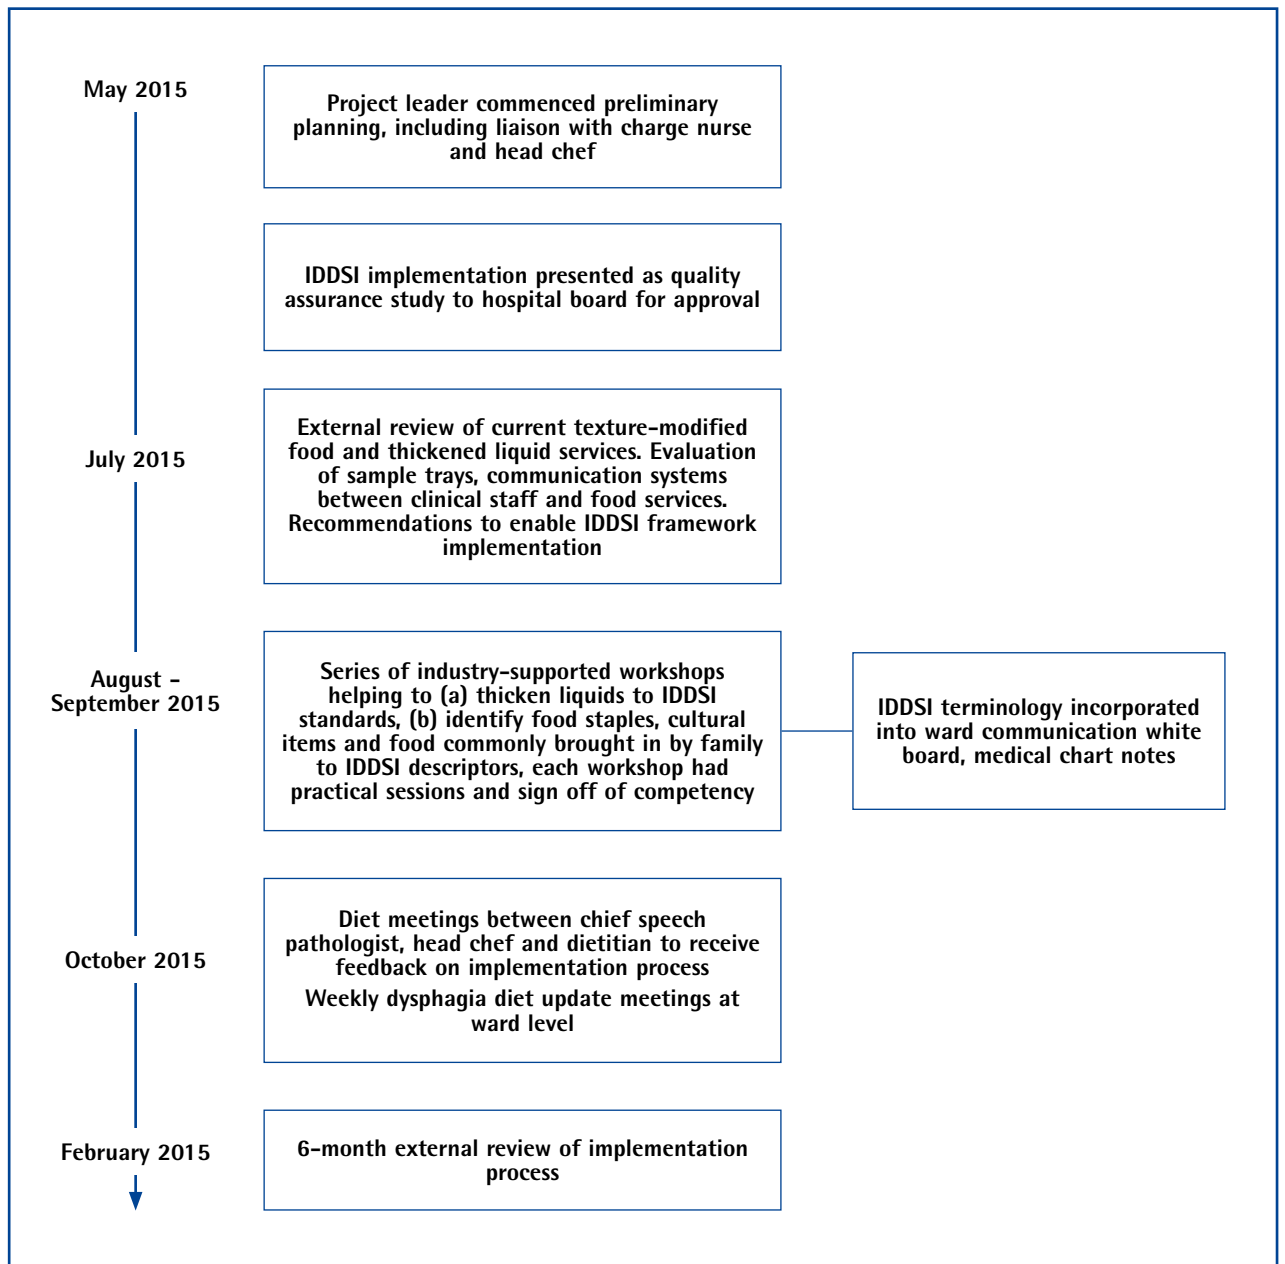 May 2015
Project leader commenced preliminary
planning, including liaison with charge nurse
and head chef
IDDSI implementation presented as quality
assurance study to hospital board for approval
July 2015
External review of current texture-modified
food and thickened liquid services. Evaluation
of sample trays, communication systems
between clinical staff and food services.
Recommendations to enable IDDSI framework
implementation
August -
September 2015
Series of industry-supported workshops
helping to (a) thicken liquids to IDDSI
standards, (b) identify food staples, cultural
items and food commonly brought in by family
to IDDSI descriptors, each workshop had
practical sessions and sign off of competency
IDDSI terminology incorporated
into ward communication white
board, medical chart notes
October 2015
Diet meetings between chief speech
pathologist, head chef and dietitian to receive
feedback on implementation process
Weekly dysphagia diet update meetings at
ward level
February 2015
6-month external review of implementation
process